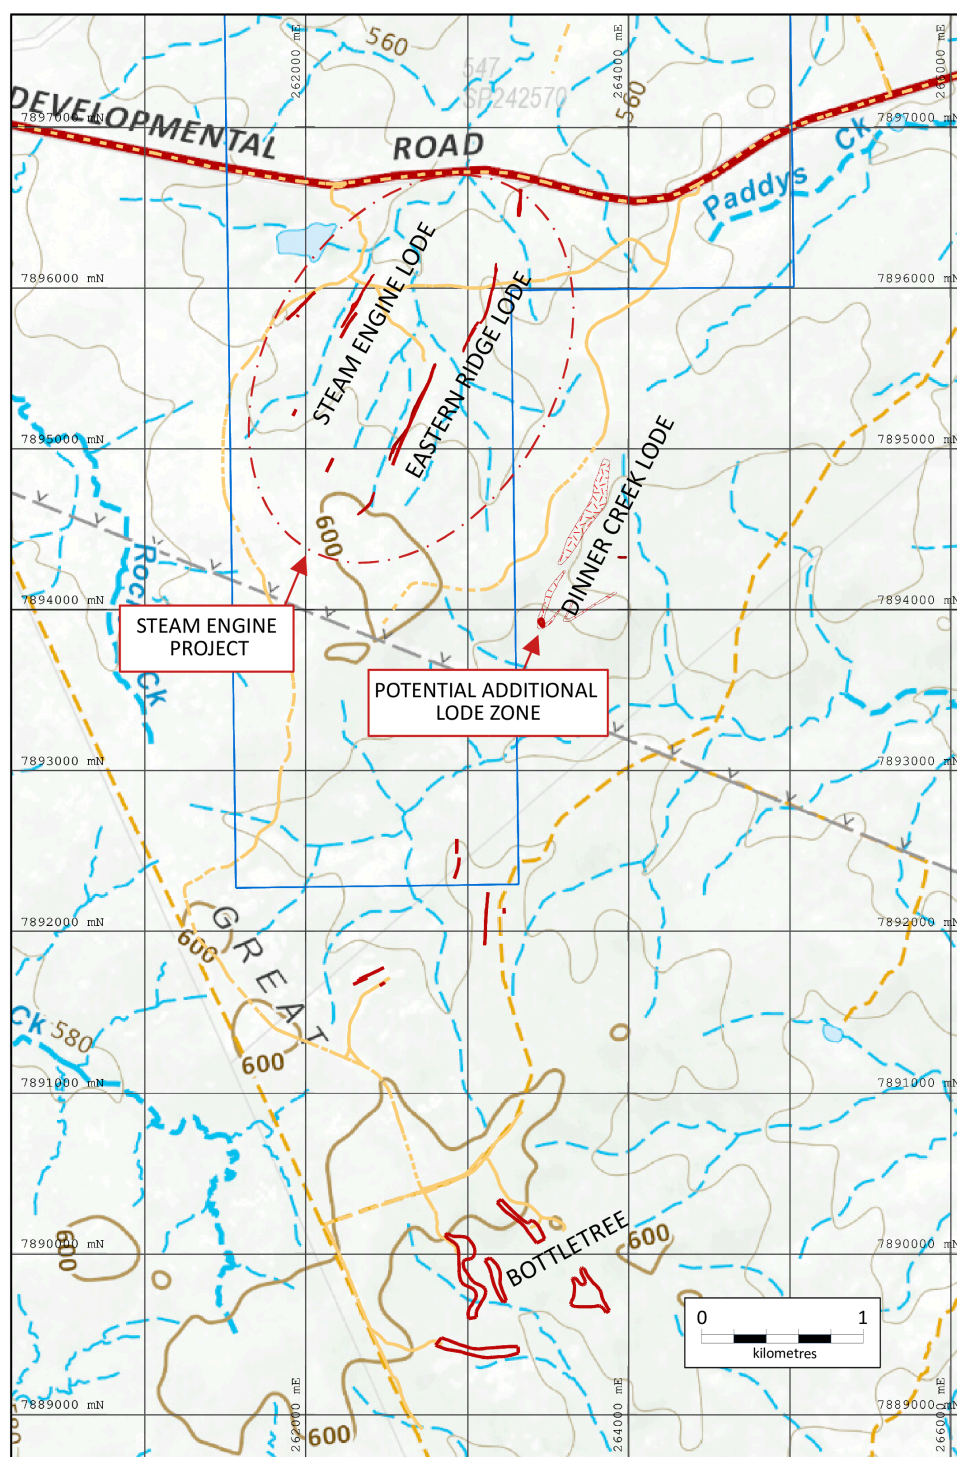 560
262000 mE
547
SP242570
264000 mE
560
266000 mE
DEVELOPMENTAL ROAD
7897000 mN
7897000 mN
Paddys Ck
7896000 mN
7896000 mN
STEAM ENGINE LODE
EASTERN RIDGE LODE
7895000 mN
7895000 mN
DINNER CREEK LODE
600
7894000 mN
7894000 mN
STEAM ENGINE
PROJECT
POTENTIAL ADDITIONAL
LODE ZONE
CK
7893000 mN
7893000 mN
7892000 mN
7892000 mN
GREAT
600
Ck
580
600
7891000 mN
7891000 mN
BOTTLETREE
600
600
7890000 mN
7890000 mN
0 1
kilometres
7889000 mN
7889000 mN
262000 mE
264000 mE
266000 mE
600